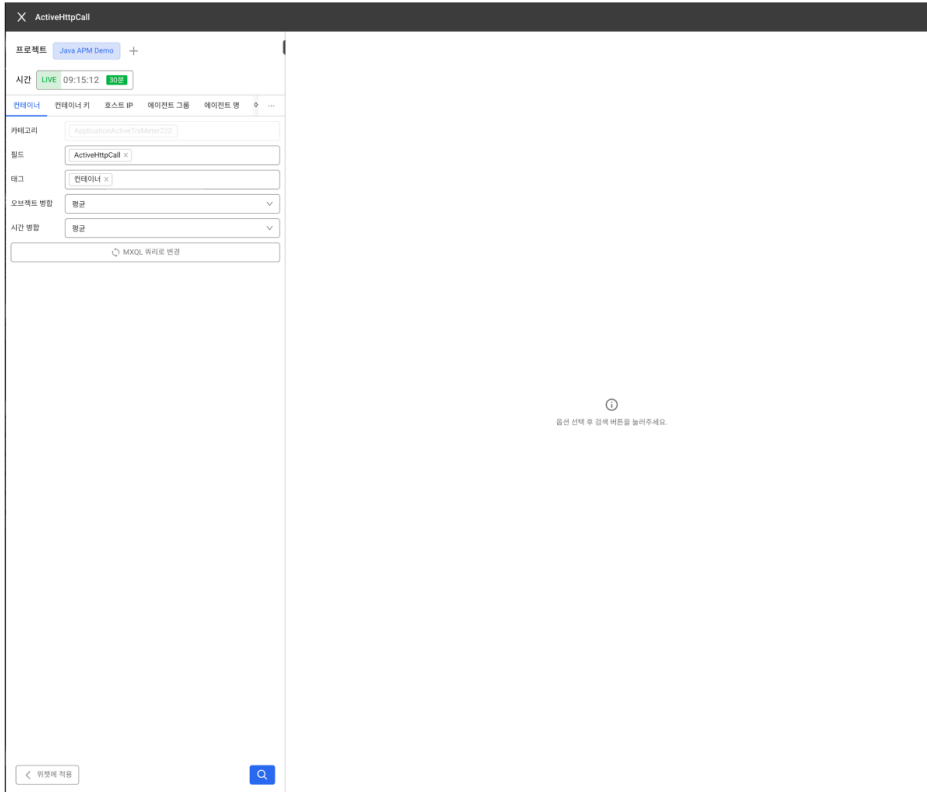 ActiveHttpCall
프로젝트 Java APM Demo
시간 LIVE 09:15:12 30분
컨테이너 컨테이너 키 호스트 IP 에이전트 그룹 에이전트 명 ...
카테고리
필드 ActiveHttpCall ×
태그 컨테이너 ×
오브젝트 병합 평균
시간 병합 평균
MXQL 쿼리로 변경
옵션 선택 후 검색 버튼을 눌러주세요.
위젯에 적용